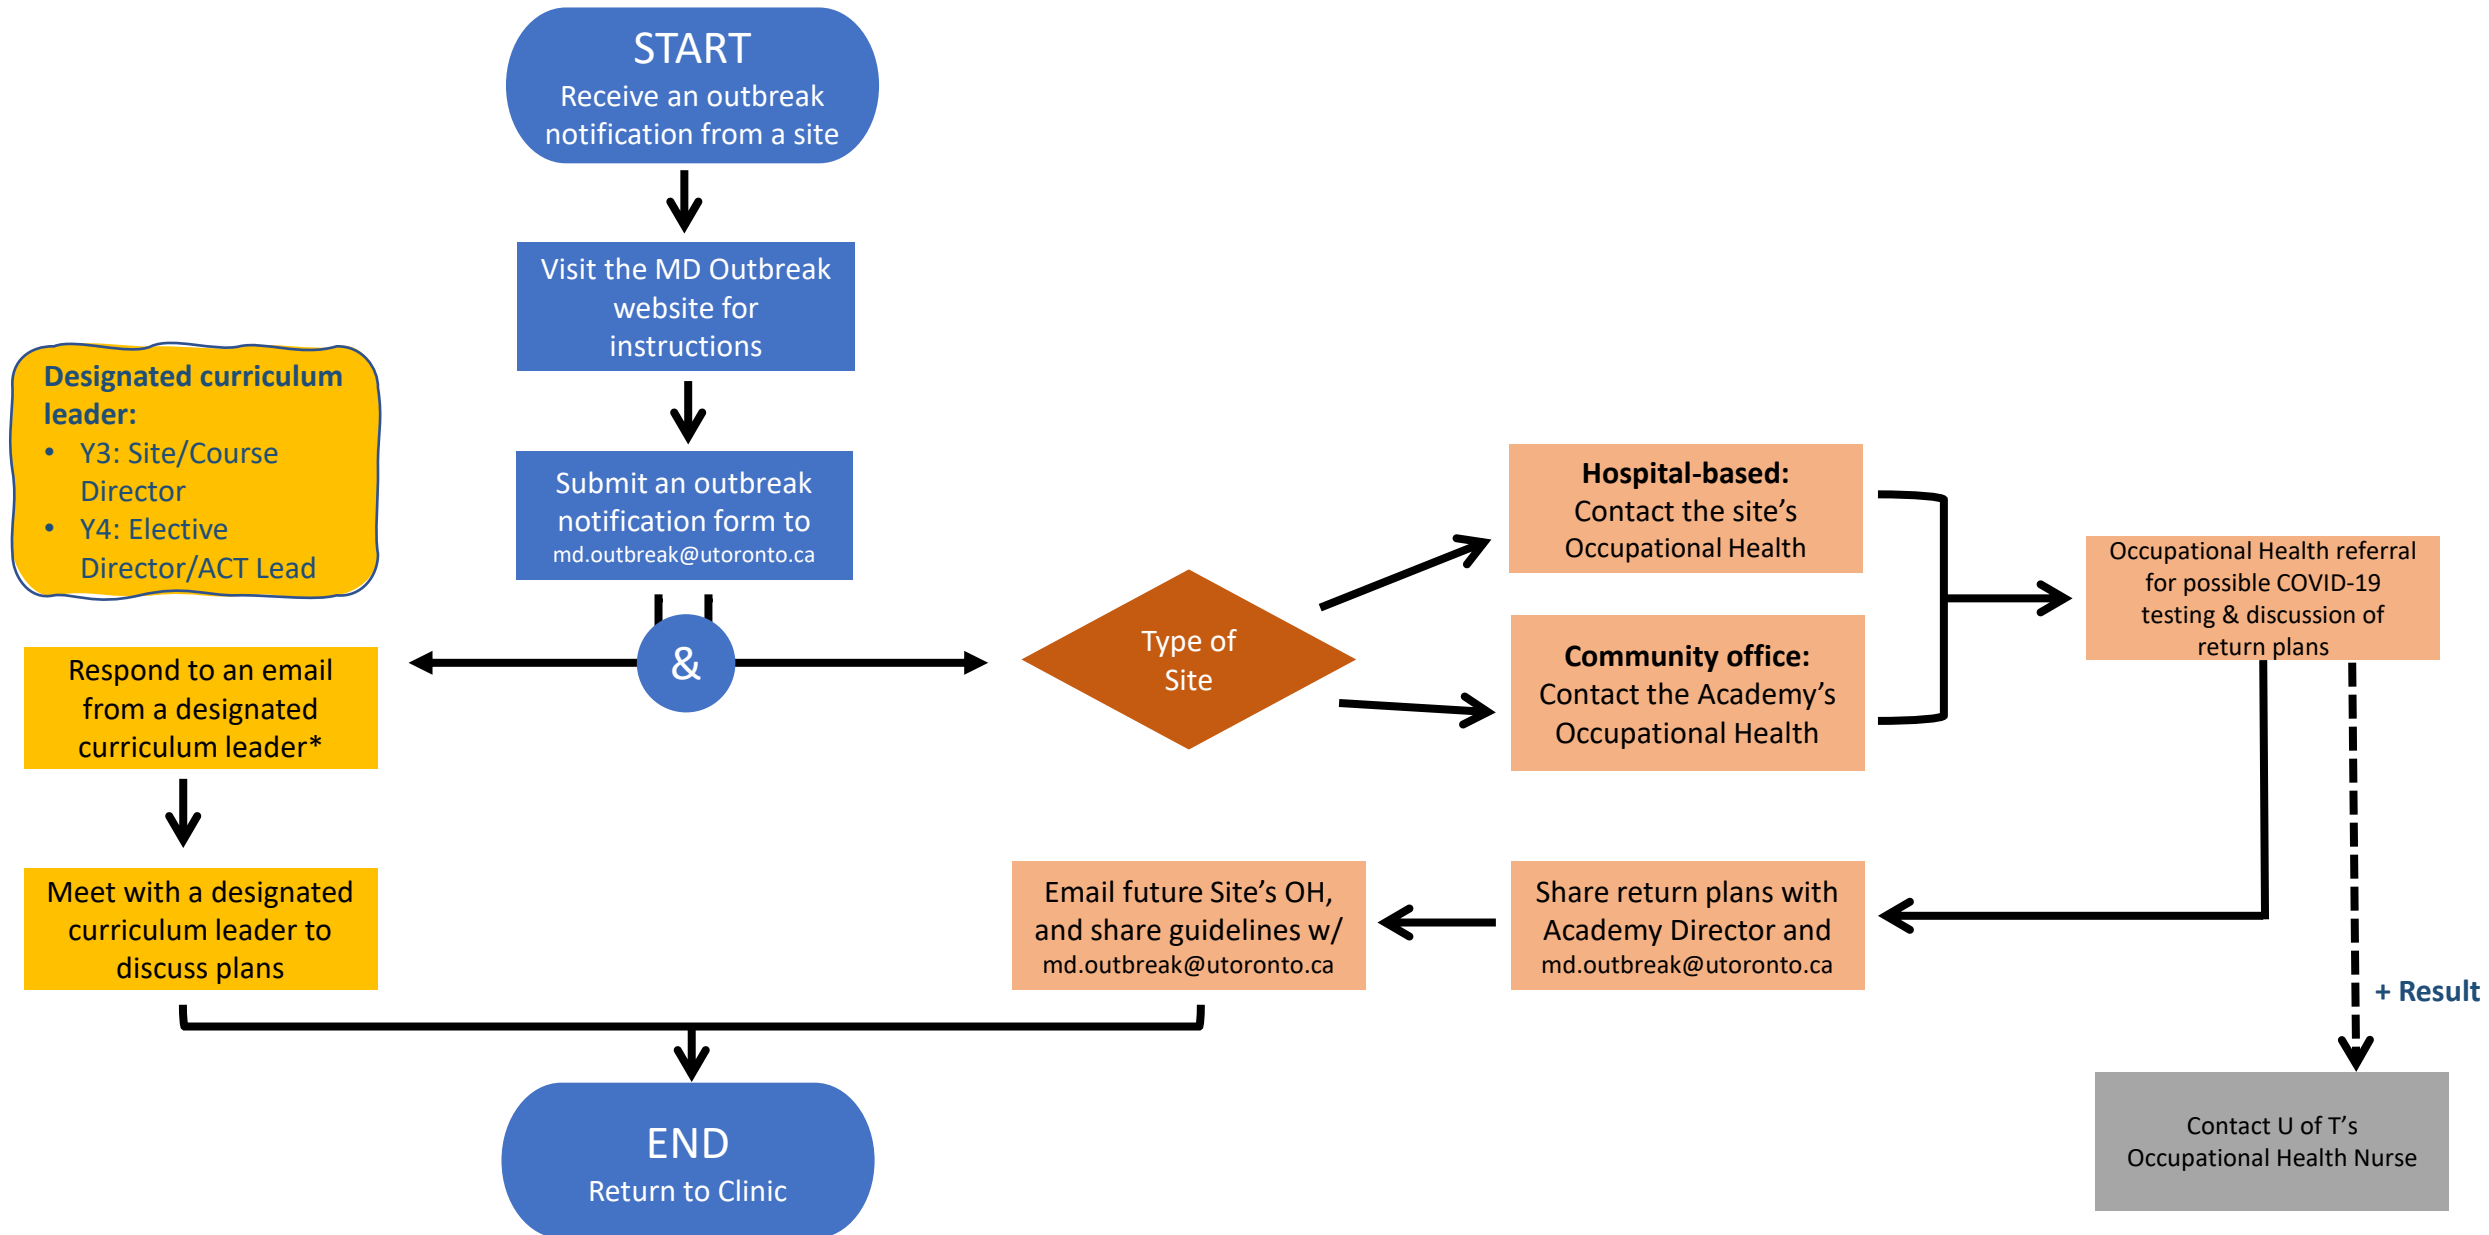 START
Receive an outbreak
notification from a site
Visit the MD Outbreak
website for
instructions
Designated curriculum
leader:
• Y3: Site/Course
Director
• Y4: Elective
Director/ACT Lead
Submit an outbreak
notification form to
md.outbreak@utoronto.ca
&
Respond to an email
from a designated
curriculum leader*
Meet with a designated
curriculum leader to
discuss plans
Type of
Site
Hospital-based:
Contact the site’s
Occupational Health
Community office:
Contact the Academy’s
Occupational Health
Occupational Health referral
for possible COVID-19
testing & discussion of
return plans
Share return plans with
Academy Director and
md.outbreak@utoronto.ca
Email future Site’s OH,
and share guidelines w/
md.outbreak@utoronto.ca
+ Result
Contact U of T’s
Occupational Health Nurse
END
Return to Clinic